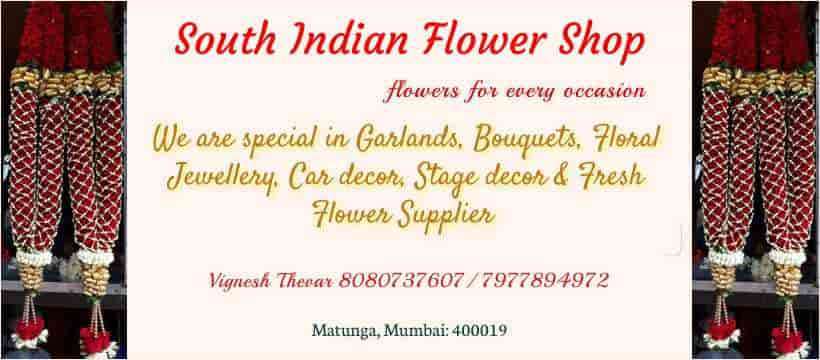 South Indian Flower Shop
flowers for every occasion
We are special in Garlands, Bouquets, Floral
Jewellery, Car decor, Stage decor & Fresh
Flower Supplier
Vignesh Thevar 8080737607/7977894972
Matunga, Mumbai: 400019